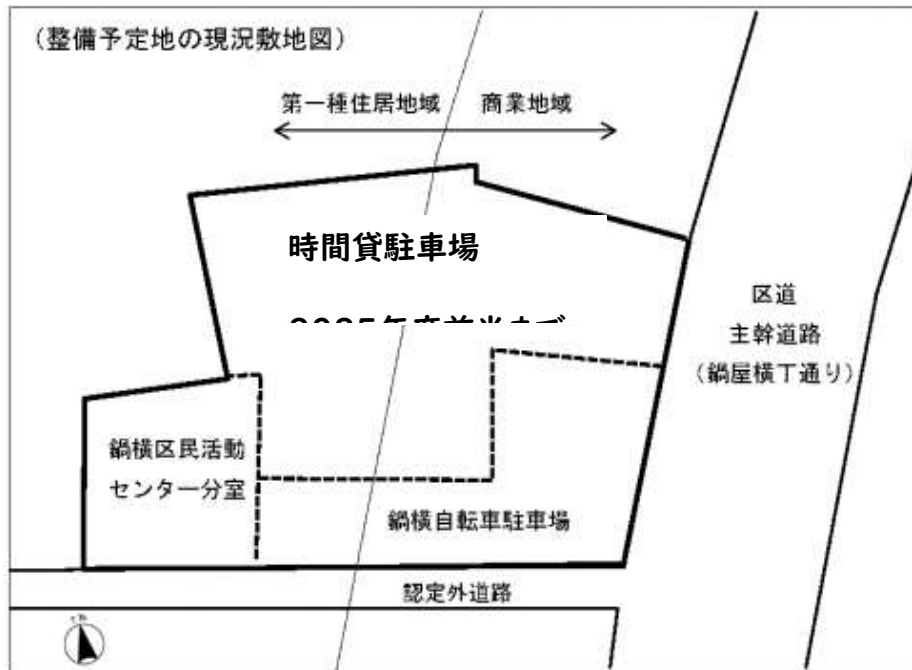 （整備予定地の現況敷地図）
第一種住居地域
商業地域
時間貸駐車場
区道
主幹道路
（鍋屋横丁通り）
鍋横区民活動
センター分室
鍋横自転車駐車場
認定外道路